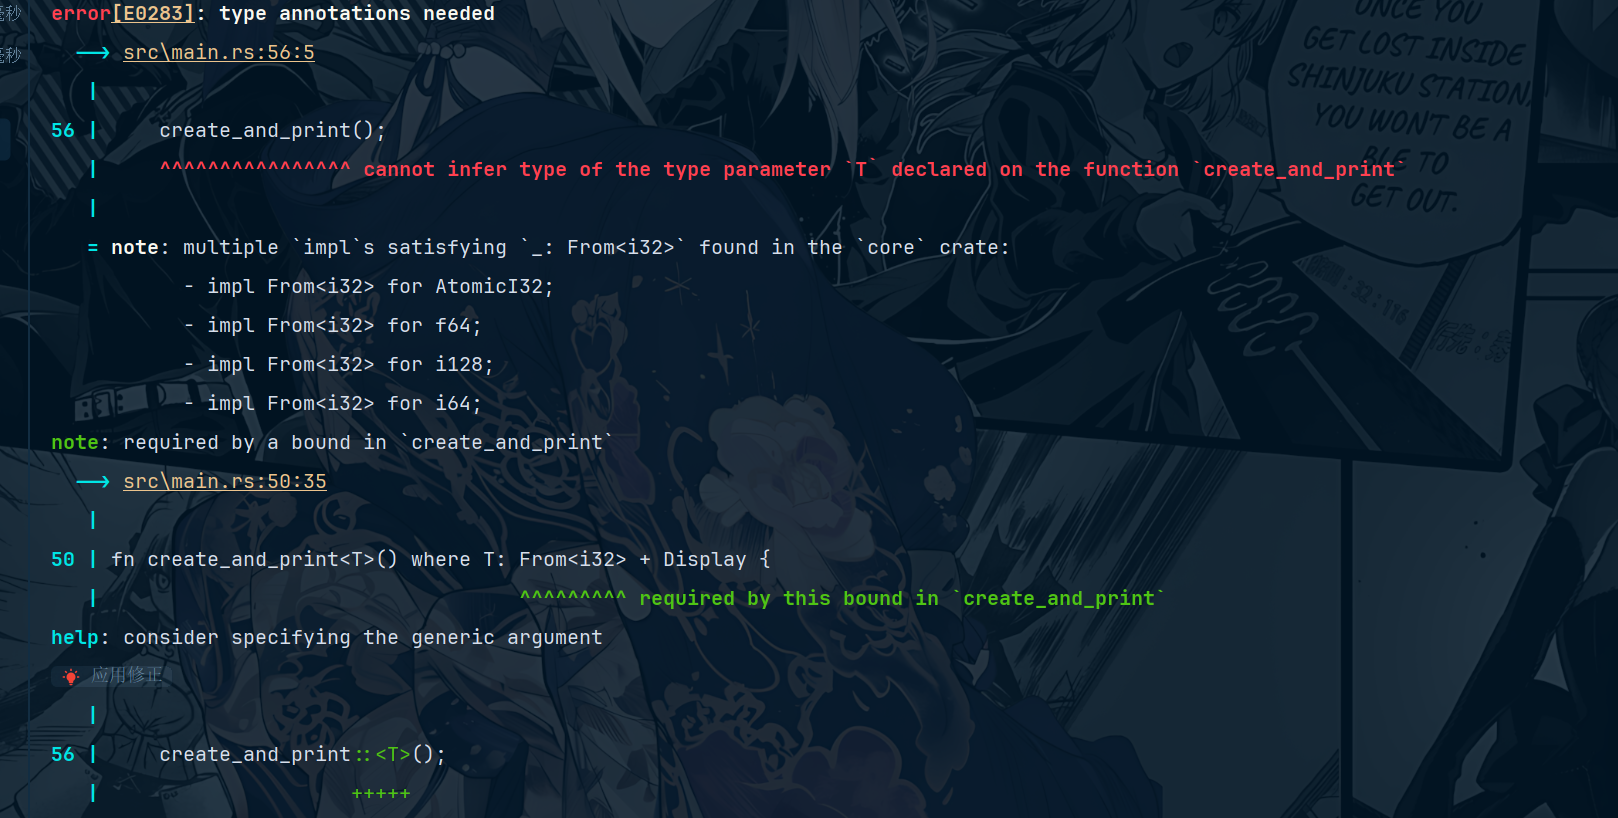 error[E0283]: type annotations needed
毫秒
--> src\main.rs:56:5
毫秒
|
56 |     create_and_print();
|     ^^^^^^^^^^^^^^^^ cannot infer type of the type parameter `T` declared on the function `create_and_print`
|
= note: multiple `impl`s satisfying `_: From<i32>` found in the `core` crate:
- impl From<i32> for AtomicI32;
- impl From<i32> for f64;
- impl From<i32> for i128;
- impl From<i32> for i64;
note: required by a bound in `create_and_print`
--> src\main.rs:50:35
|
50 | fn create_and_print<T>() where T: From<i32> + Display {
|                                   ^^^^^^^^^ required by this bound in `create_and_print`
help: consider specifying the generic argument
应用修正
|
56 |     create_and_print::<T>();
|                     +++++
ONCE YOU
GET LOST INSIDE
SHINJUKU STATION,
YOU WON'T BE A
BLE TO
GET OUT.